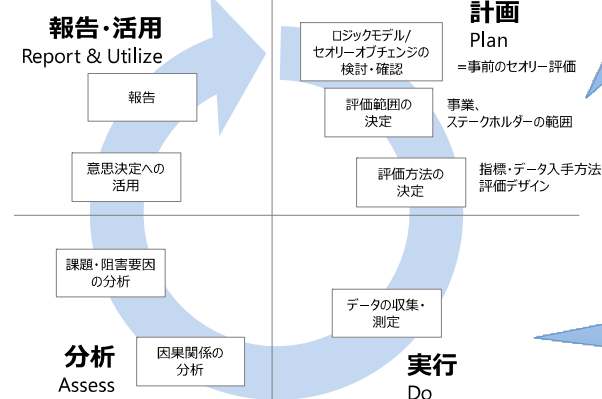 計画
Plan
=事前のセオリー評価
ロジックモデル/
セオリーオブチェンジの
検討・確認
評価範囲の
決定
事業、
ステークホルダーの範囲
評価方法の
決定
指標・データ入手方法
評価デザイン
データの収集・
測定
実行
Do
因果関係の
分析
分析
Assess
課題・阻害要因
の分析
意思決定への
活用
報告
報告・活用
Report & Utilize